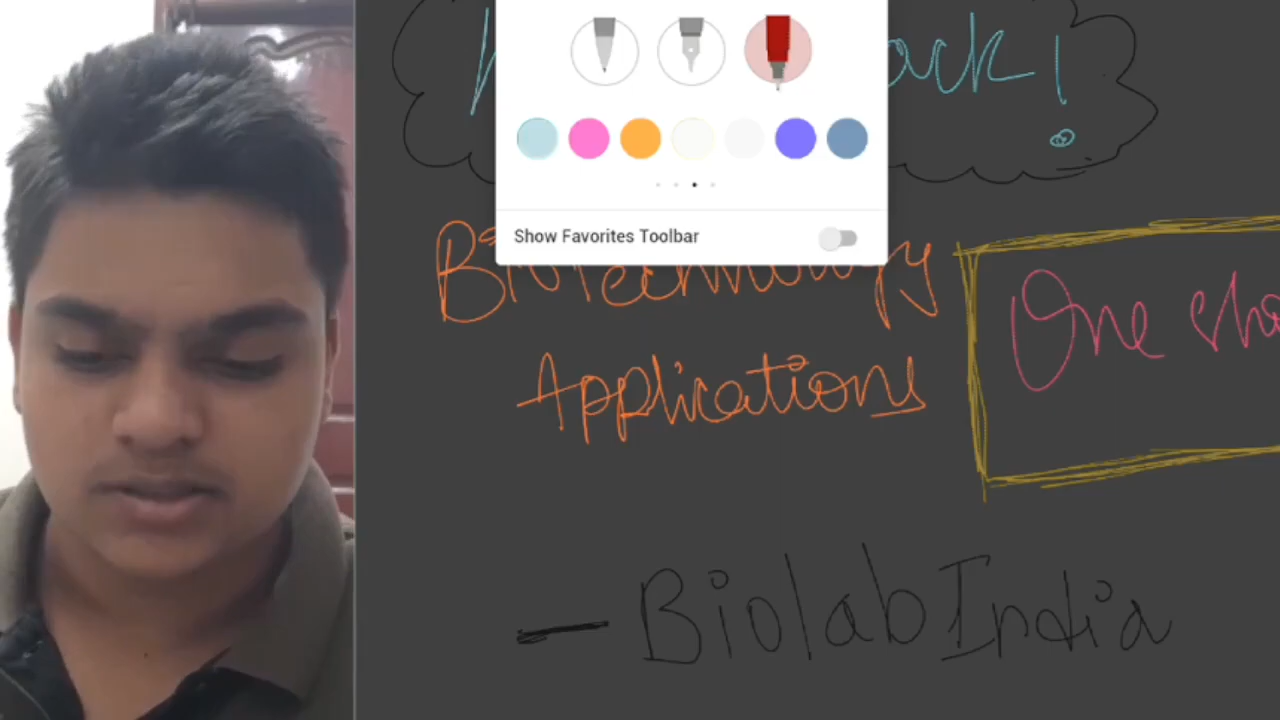 ack!
Show Favorites Toolbar
Biotechnology
Applications
One sho
- BiolabIndia